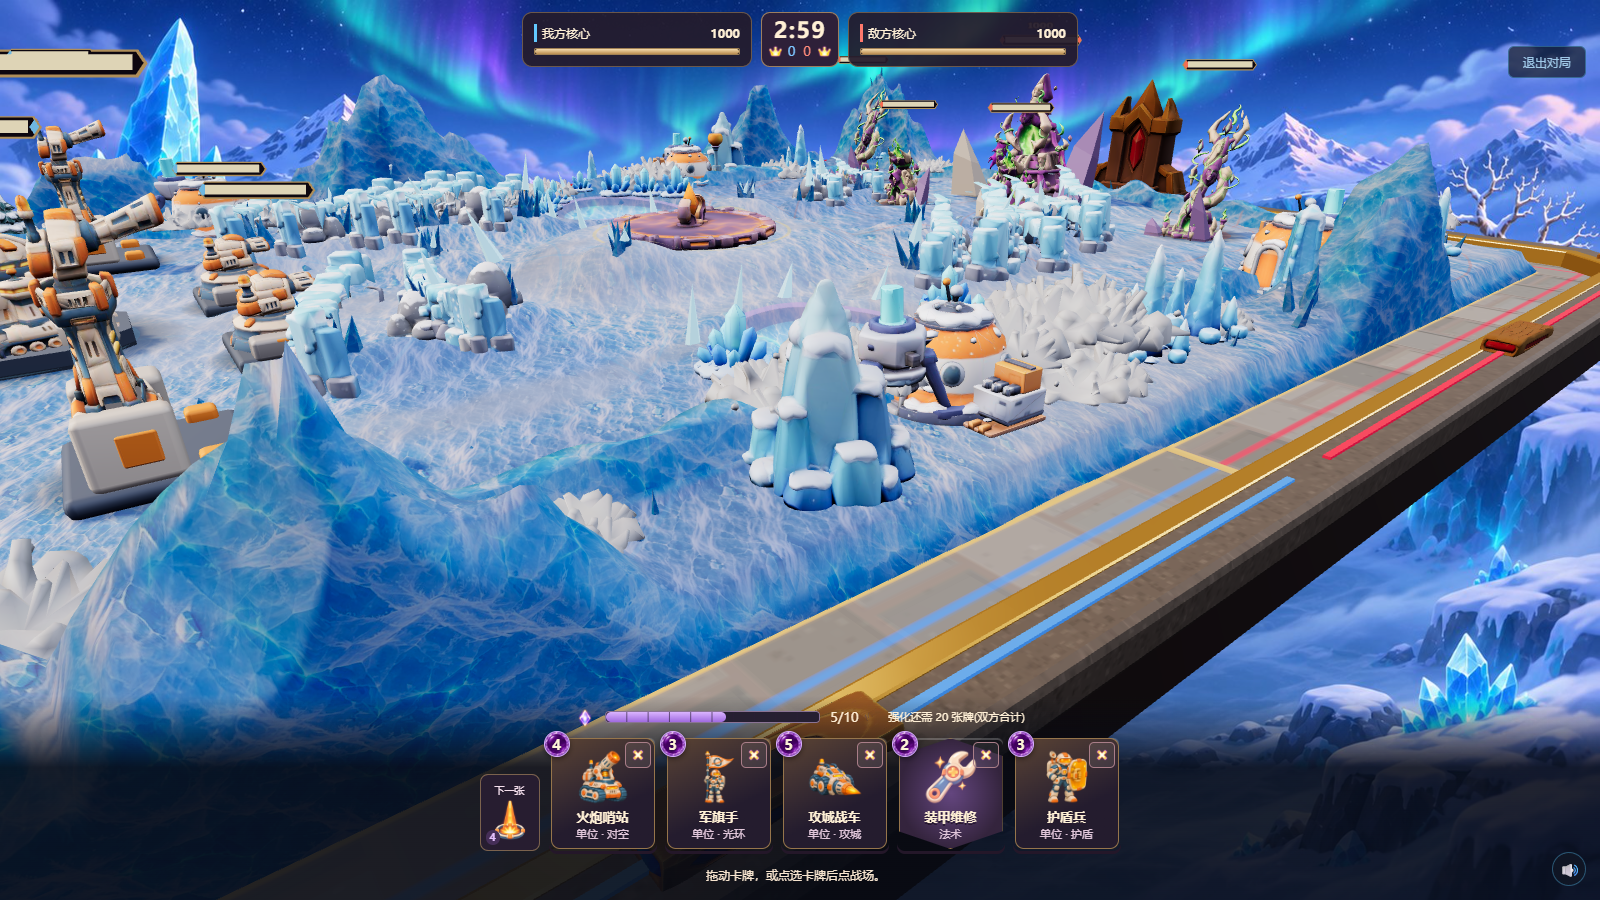 我方核心 1000
2:59
0 0
敌方核心 1000
退出对局
5/10
强化还需 20 张牌(双方合计)
下一张
4
4
火炮哨站
单位 · 对空
3
军旗手
单位 · 光环
5
攻城战车
单位 · 攻城
2
装甲维修
法术
3
护盾兵
单位 · 护盾
拖动卡牌，或点选卡牌后点战场。